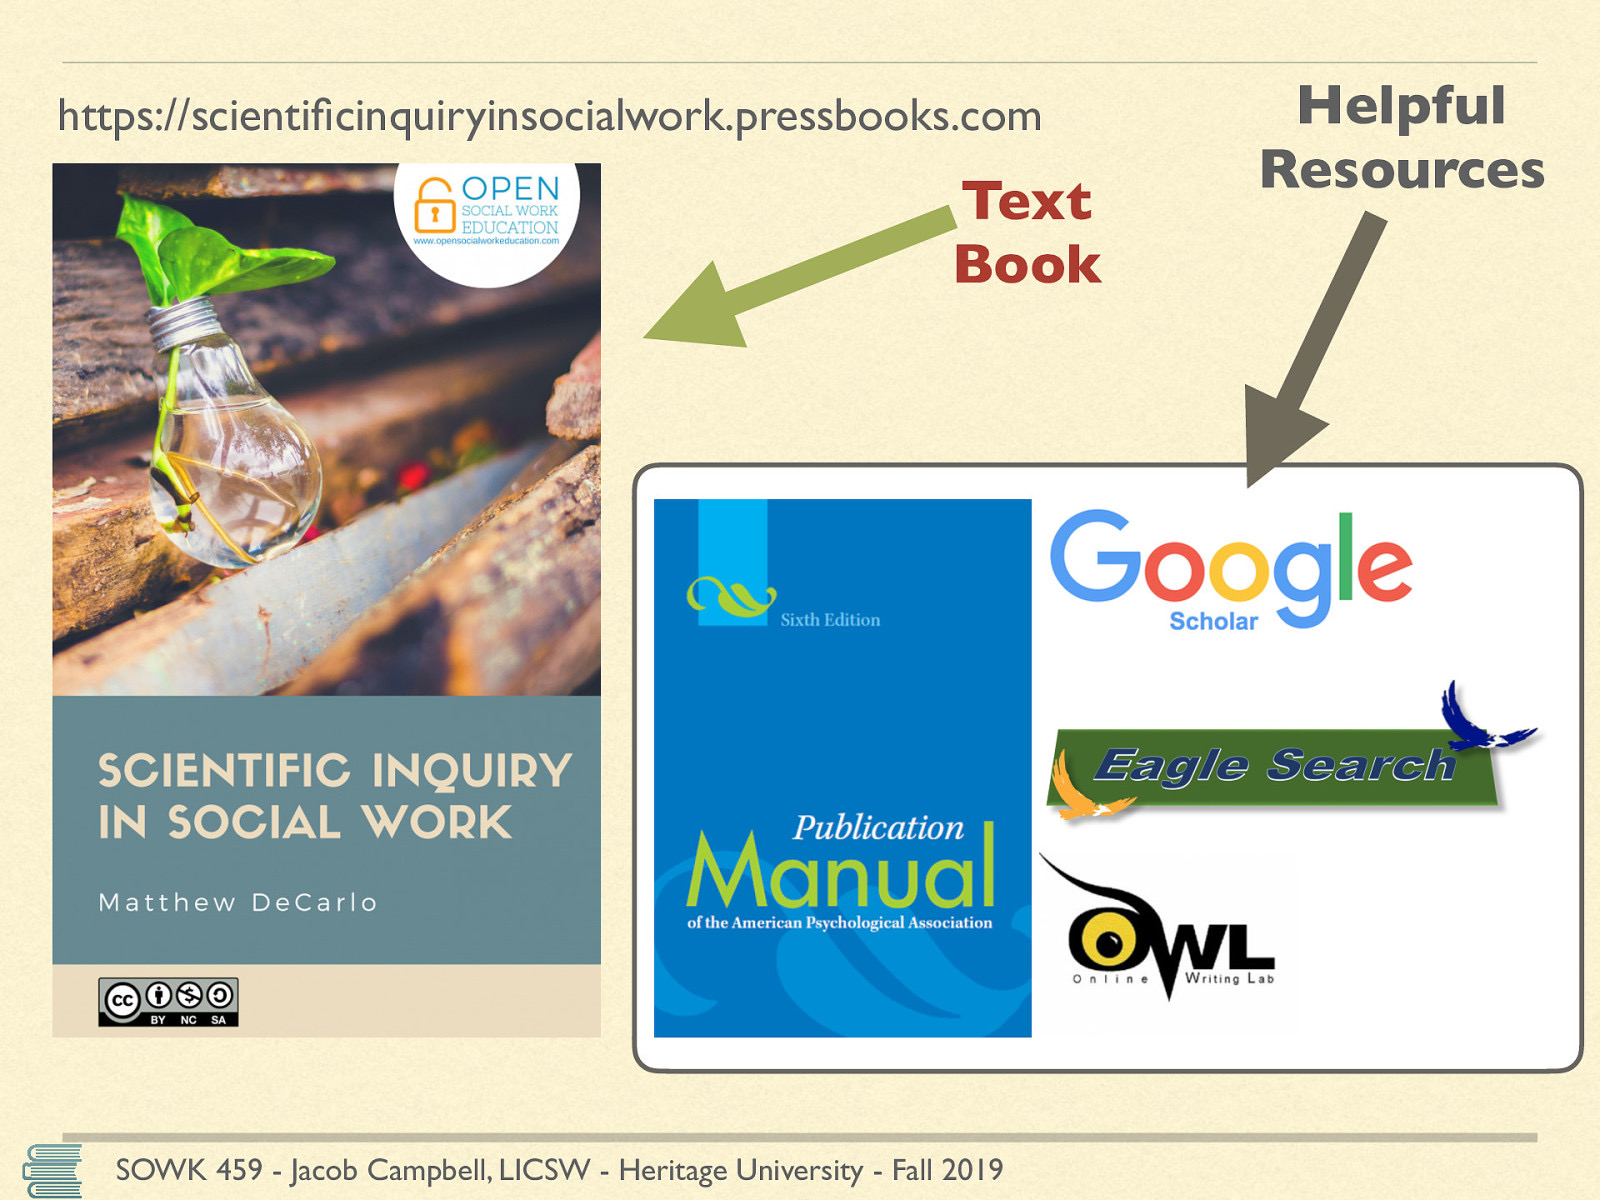 https://scientificinquiryinsocialwork.pressbooks.com
Helpful
Resources
Text
Book
OPEN
SOCIAL WORK
EDUCATION
www.opensocialworkeducation.com
SCIENTIFIC INQUIRY
IN SOCIAL WORK
Matthew DeCarlo
cc
BY NC SA
Sixth Edition
Publication
Manual
of the American Psychological Association
Google
Scholar
Eagle Search
OWL
Online Writing Lab
SOWK 459 - Jacob Campbell, LICSW - Heritage University - Fall 2019